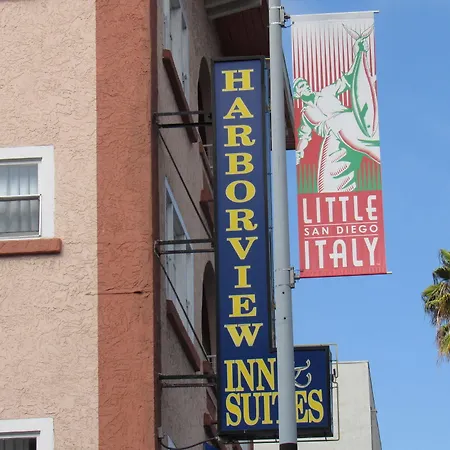 HARBORVIEW
INN &
SUITES
LITTLE
SAN DIEGO
ITALY